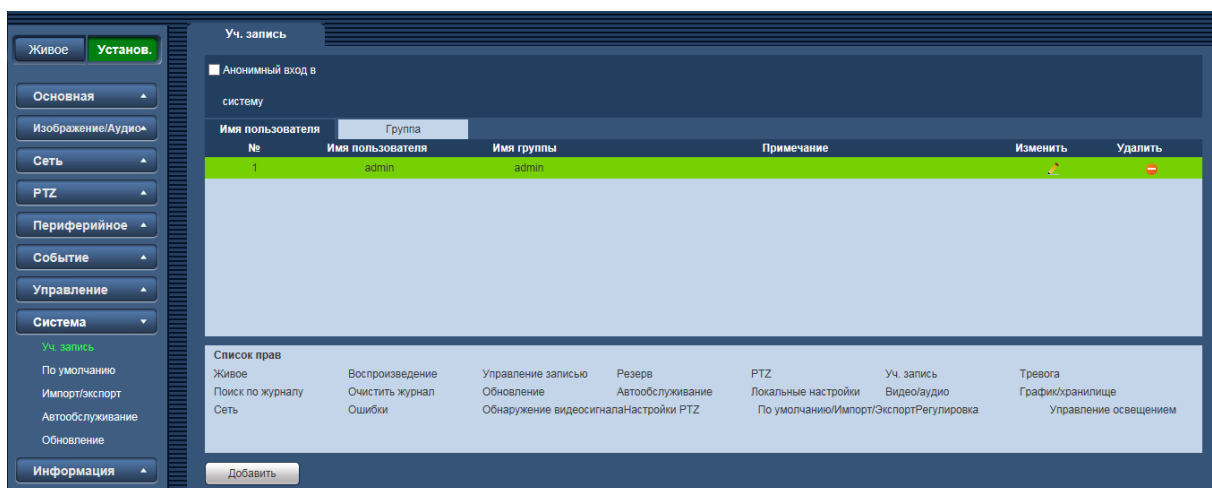 Живое Установ.
Основная
Изображение/Аудио
Сеть
PTZ
Периферийное
Событие
Управление
Система
Уч. запись
По умолчанию
Импорт/экспорт
Автообслуживание
Обновление
Информация
Уч. запись
Анонимный вход в
систему
Имя пользователя Группа
№ Имя пользователя Имя группы Примечание Изменить Удалить
1 admin admin
Список прав
Живое Воспроизведение Управление записью Резерв PTZ Уч. запись Тревога
Поиск по журналу Очистить журнал Обновление Автообслуживание Локальные настройки Видео/аудио График/хранилище
Сеть Ошибки Обнаружение видеосигналаНастройки PTZ По умолчанию/Импорт/ЭкспортРегулировка Управление освещением
Добавить